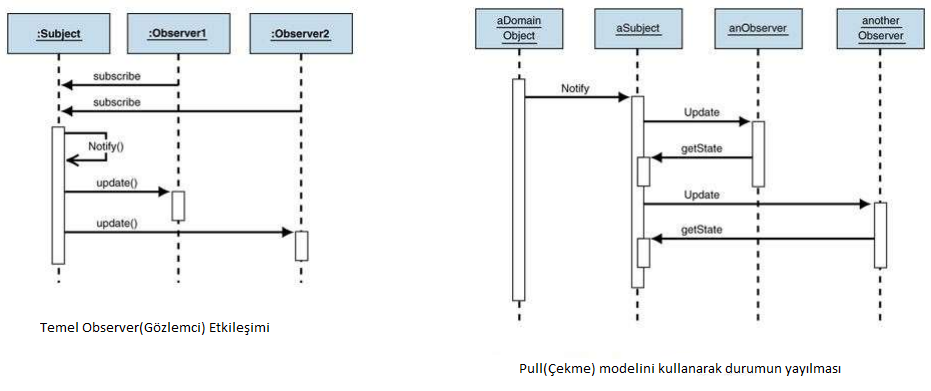 :Subject
:Observer1
:Observer2
subscribe
subscribe
Notify()
update()
update()
Temel Observer(Gözlemci) Etkileşimi
aDomain
Object
aSubject
anObserver
another
Observer
Notify
Update
getState
Update
getState
Pull(Çekme) modelini kullanarak durumun yayılması